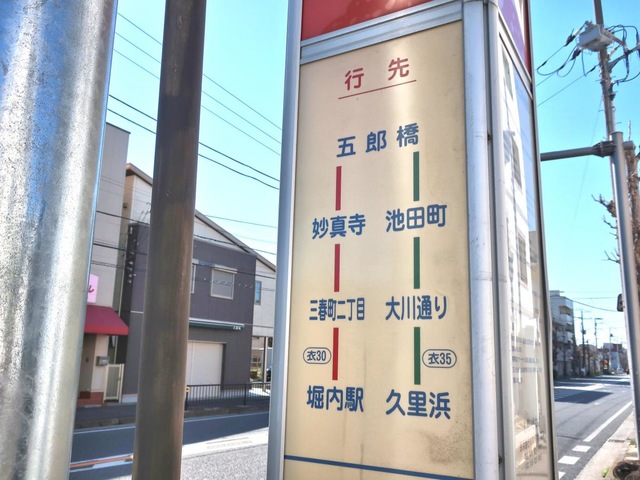 行先
五郎橋
妙真寺 池田町
三春町二丁目 大川通り
衣30 衣35
堀内駅 久里浜